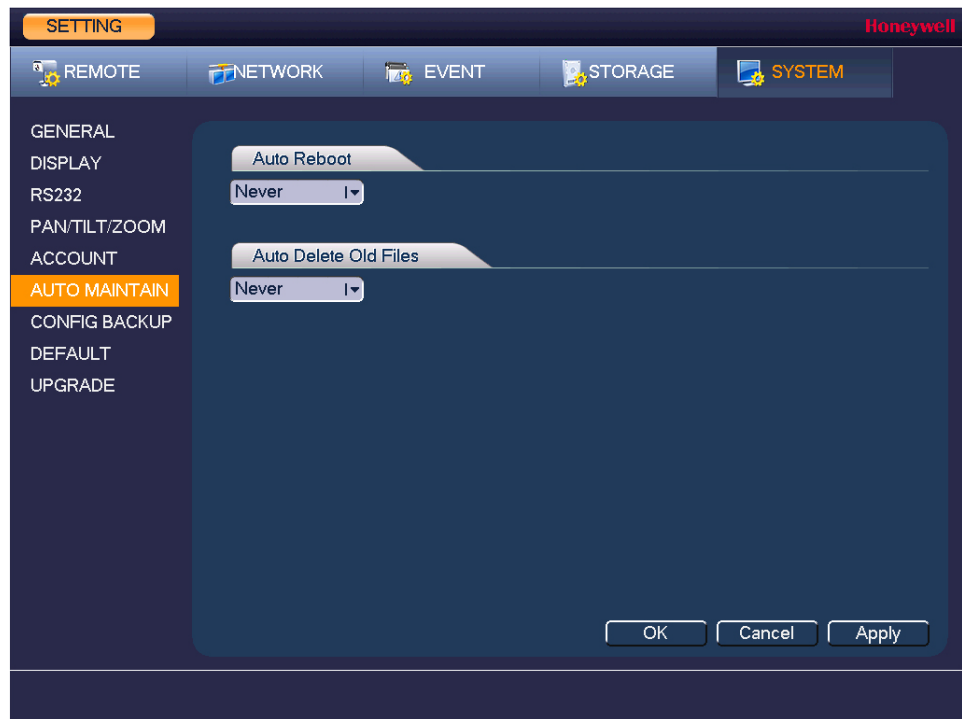 SETTING
Honeywell
REMOTE NETWORK EVENT STORAGE SYSTEM
GENERAL
DISPLAY
RS232
PAN/TILT/ZOOM
ACCOUNT
AUTO MAINTAIN
CONFIG BACKUP
DEFAULT
UPGRADE
Auto Reboot
Never
Auto Delete Old Files
Never
OK Cancel Apply